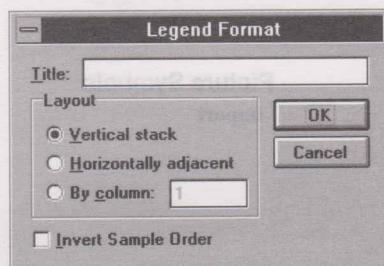 Legend Format
Title:
Layout
Vertical stack
Horizontally adjacent
By column: 1
Invert Sample Order
OK
Cancel